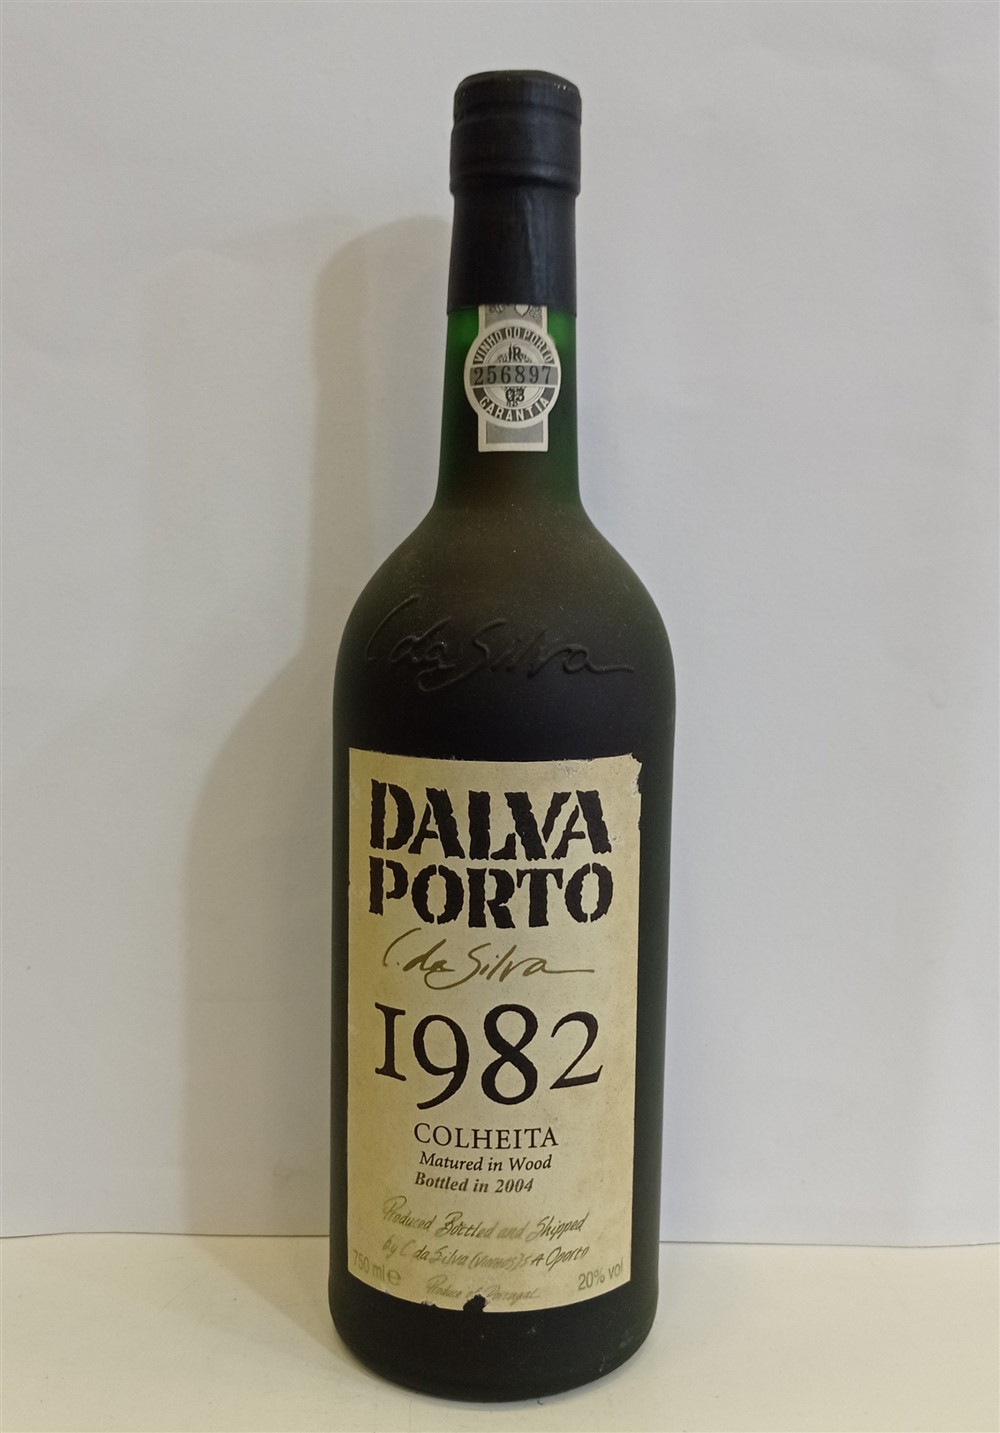 VINHO DO PORTO
256897
GARANTIA
C da Silva
DALVA
PORTO
C. da Silva
1982
COLHEITA
Matured in Wood
Bottled in 2004
Produced Bottled and Shipped
by C da Silva (VINHOS) S A Oporto
750 ml e
20% vol
Produce of Portugal